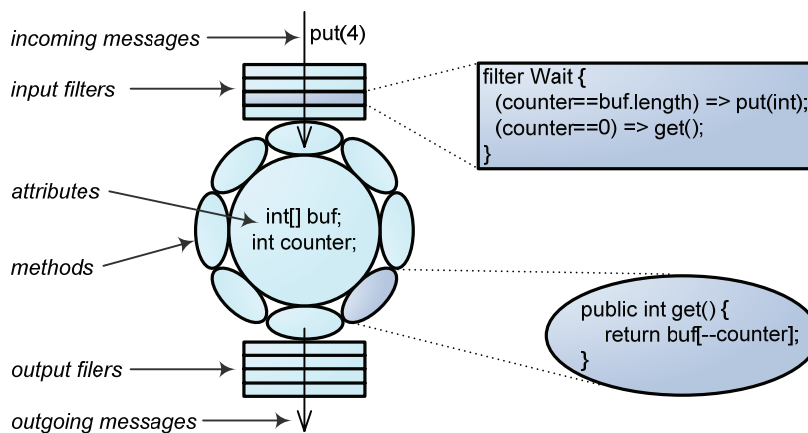 incoming messages
put(4)
input filters
filter Wait {
(counter==buf.length) => put(int);
(counter==0) => get();
}
attributes
int[] buf;
int counter;
methods
public int get() {
return buf[--counter];
}
output filers
outgoing messages